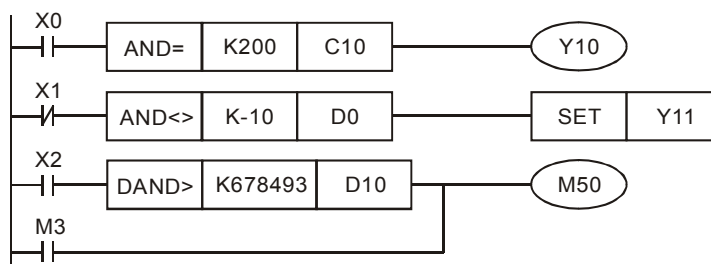 X0
AND= K200 C10 Y10
X1
AND<> K-10 D0 SET Y11
X2
DAND> K678493 D10 M50
M3